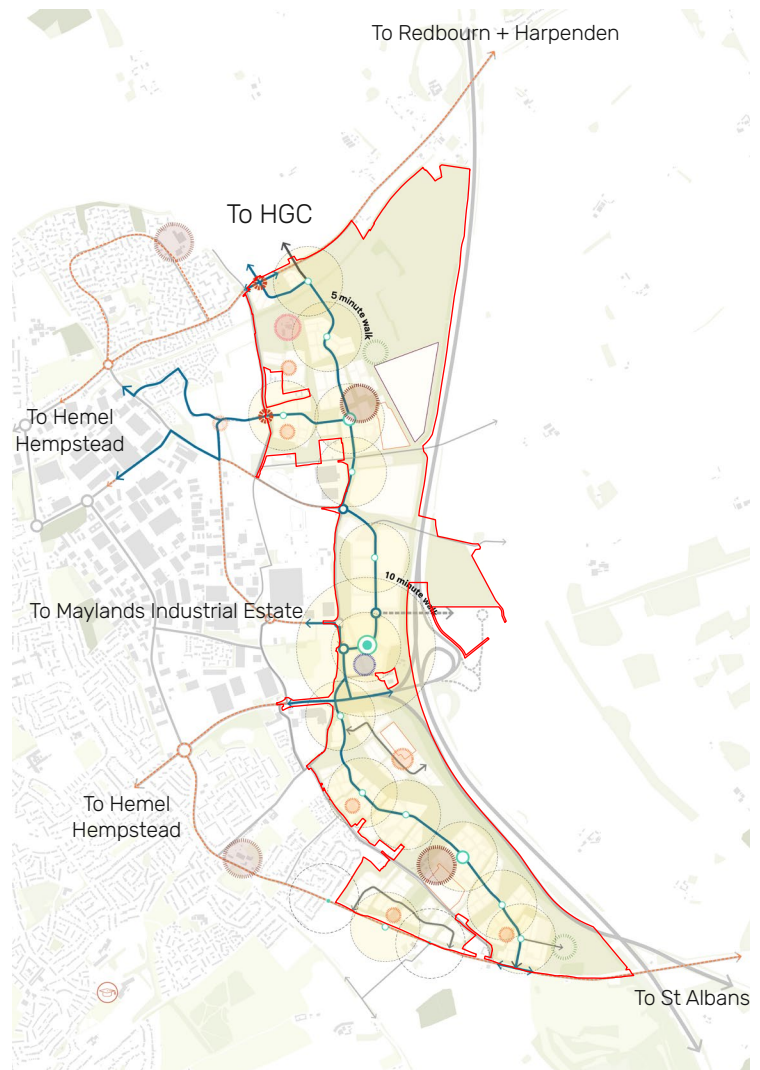 To Redbourn + Harpenden
To HGC
5 minute walk
To Hemel
Hempstead
10 minute walk
To Maylands Industrial Estate
To Hemel
Hempstead
To St Albans